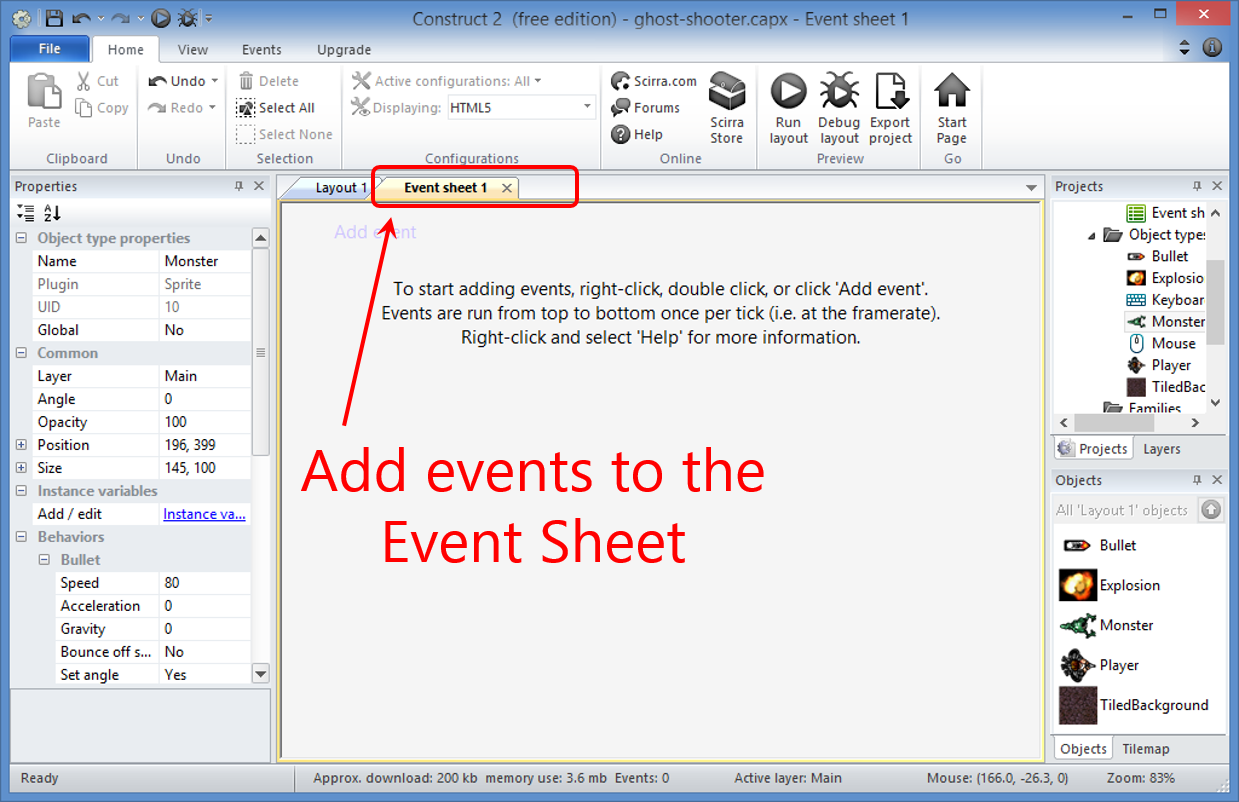 Construct 2 (free edition) - ghost-shooter.capx - Event sheet 1
File Home View Events Upgrade
Paste
Cut
Copy
Clipboard
Undo
Redo
Undo
Delete
Select All
Select None
Selection
Active configurations: All
Displaying: HTML5
Configurations
Scirra.com
Forums
Help
Scirra
Store
Online
Run
layout
Debug
layout
Export
project
Preview
Start
Page
Go
Properties
Object type properties
Name Monster
Plugin Sprite
UID 10
Global No
Common
Layer Main
Angle 0
Opacity 100
Position 196, 399
Size 145, 100
Instance variables
Add / edit Instance va...
Behaviors
Bullet
Speed 80
Acceleration 0
Gravity 0
Bounce off s... No
Set angle Yes
Layout 1 Event sheet 1
Add event
To start adding events, right-click, double click, or click 'Add event'.
Events are run from top to bottom once per tick (i.e. at the framerate).
Right-click and select 'Help' for more information.
Add events to the
Event Sheet
Projects
Event sh
Object types
Bullet
Explosio
Keyboar
Monster
Mouse
Player
TiledBac
Families
Projects Layers
Objects
All 'Layout 1' objects
Bullet
Explosion
Monster
Player
TiledBackground
Objects Tilemap
Ready Approx. download: 200 kb memory use: 3.6 mb Events: 0 Active layer: Main Mouse: (166.0, -26.3, 0) Zoom: 83%